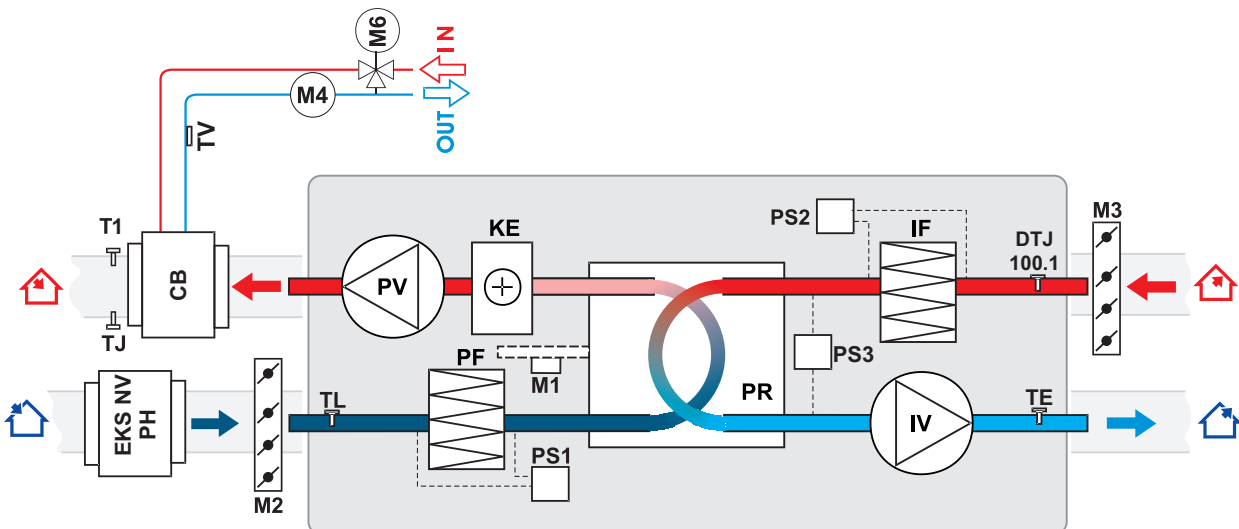 M6
IN
M4
OUT
TV
T1
CB
TJ
PV
KE
PS2
IF
DTJ
100.1
M3
PF
M1
PS3
PR
EKS NV
PH
TL
PS1
IV
TE
M2